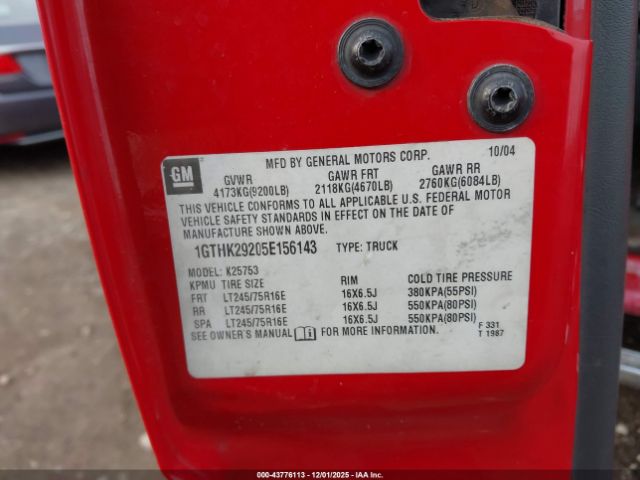 MFD BY GENERAL MOTORS CORP. 10/04
GM GVWR GAWR FRT GAWR RR
4173KG(9200LB) 2118KG(4670LB) 2760KG(6084LB)
THIS VEHICLE CONFORMS TO ALL APPLICABLE U.S. FEDERAL MOTOR
VEHICLE SAFETY STANDARDS IN EFFECT ON THE DATE OF
MANUFACTURE SHOWN ABOVE.
1GTHK29205E156143 TYPE: TRUCK
MODEL: K25753
KPMU TIRE SIZE RIM COLD TIRE PRESSURE
FRT LT245/75R16E 16X6.5J 380KPA(55PSI)
RR LT245/75R16E 16X6.5J 550KPA(80PSI)
SPA LT245/75R16E 16X6.5J 550KPA(80PSI)
SEE OWNER'S MANUAL FOR MORE INFORMATION.
F 331
T 1987
000-43776113 - 12/01/2025 - IAA Inc.